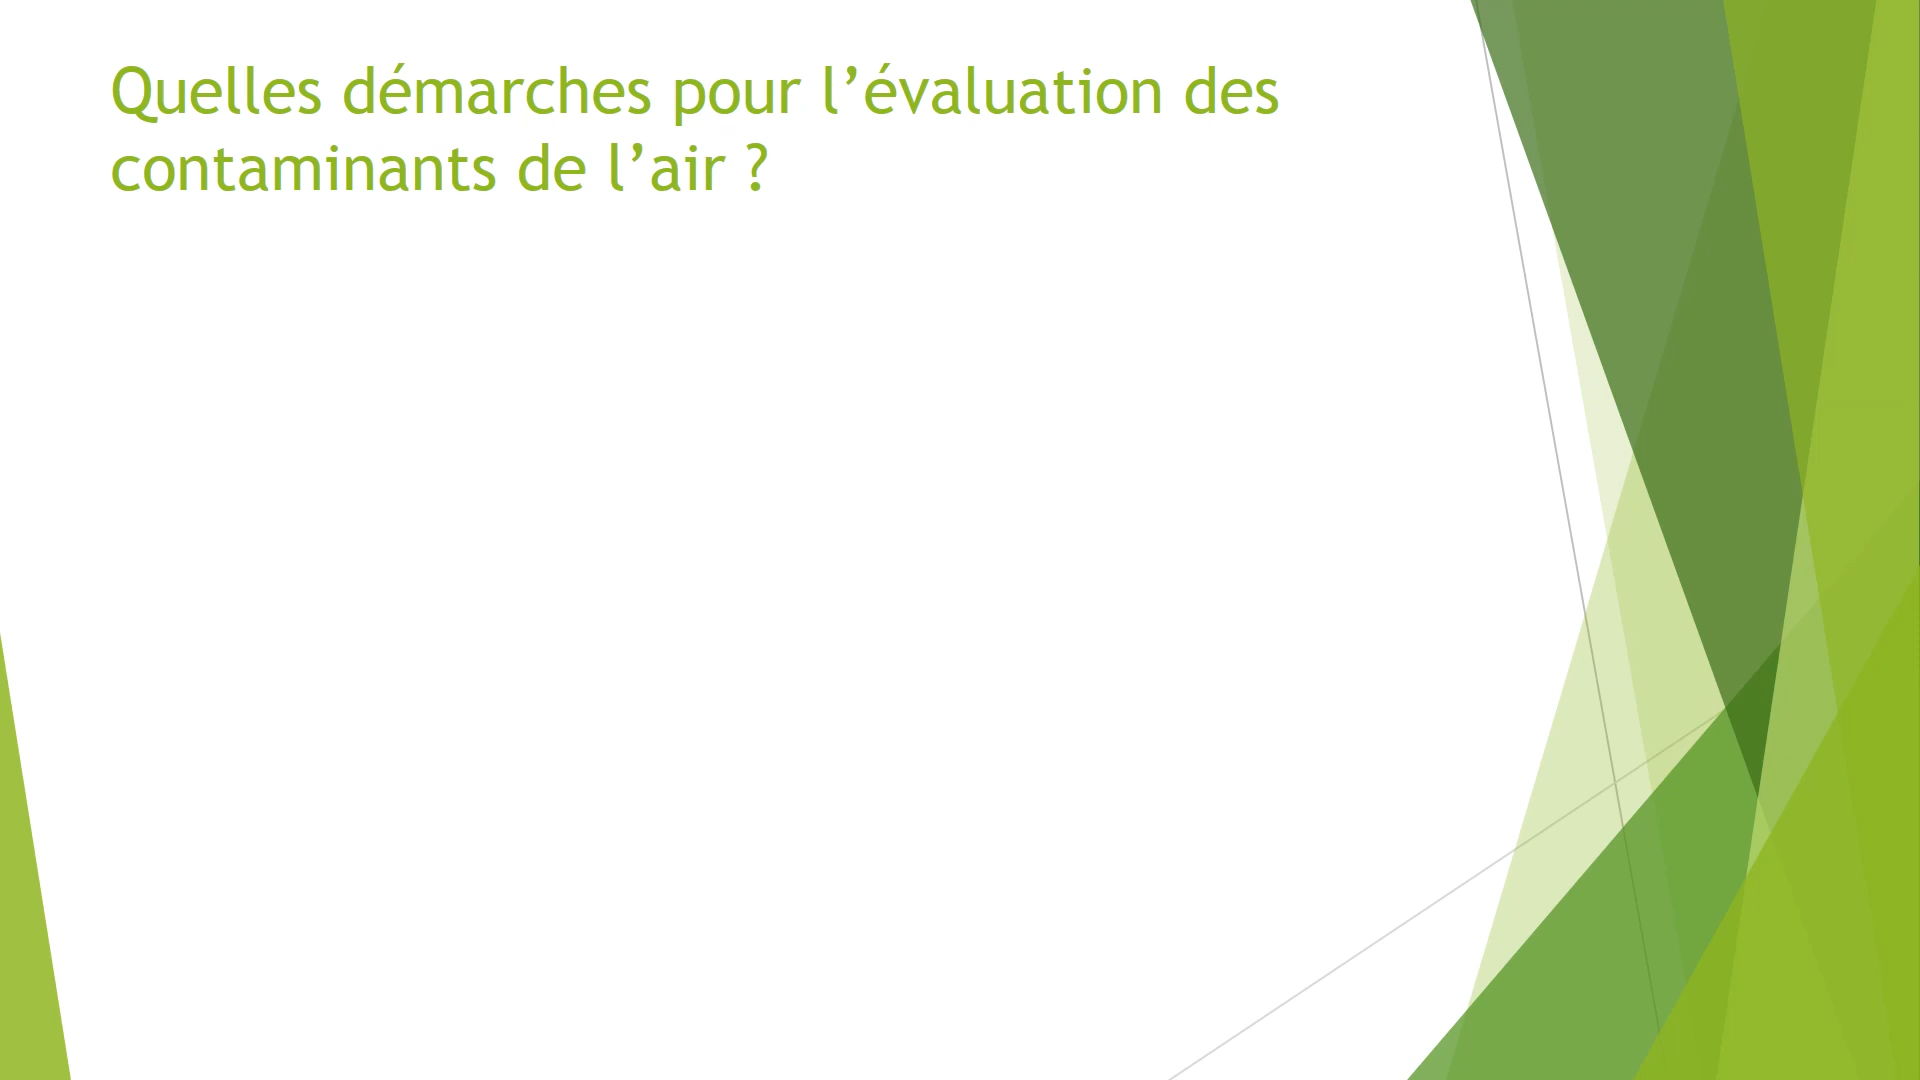 Quelles démarches pour l’évaluation des
contaminants de l’air ?